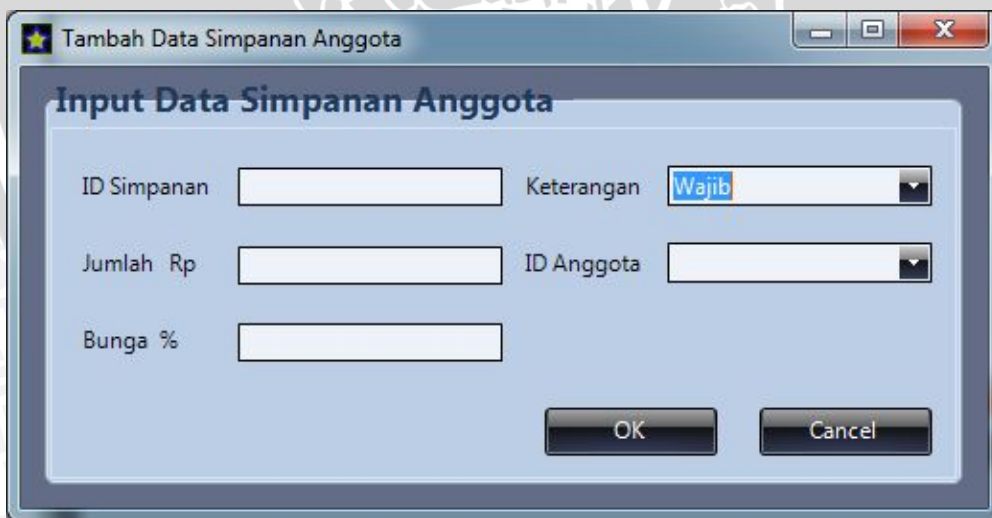 Tambah Data Simpanan Anggota
Input Data Simpanan Anggota
ID Simpanan
Keterangan Wajib
Jumlah Rp
ID Anggota
Bunga %
OK
Cancel